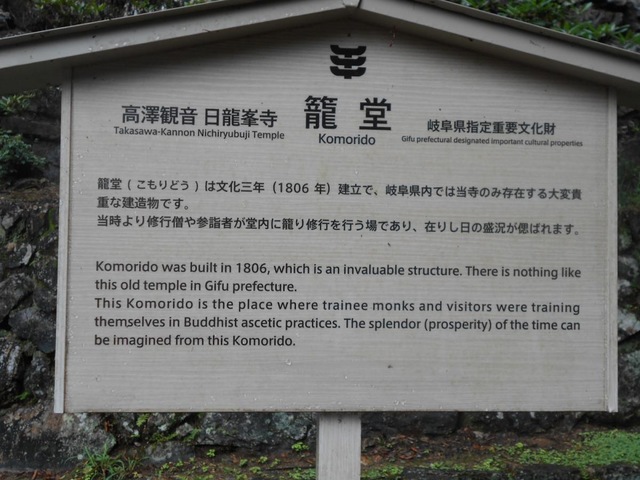 高澤観音 日龍峯寺
Takasawa-Kannon Nichiryubuji Temple
籠堂
Komorido
岐阜県指定重要文化財
Gifu prefectural designated important cultural properties
籠堂 ( こもりどう ) は文化三年 (1806 年) 建立で、岐阜県内では当寺のみ存在する大変貴
重な建造物です。
当時より修行僧や参詣者が堂内に籠り修行を行う場であり、在りし日の盛況が偲ばれます。
Komorido was built in 1806, which is an invaluable structure. There is nothing like
this old temple in Gifu prefecture.
This Komorido is the place where trainee monks and visitors were training
themselves in Buddhist ascetic practices. The splendor (prosperity) of the time can
be imagined from this Komorido.